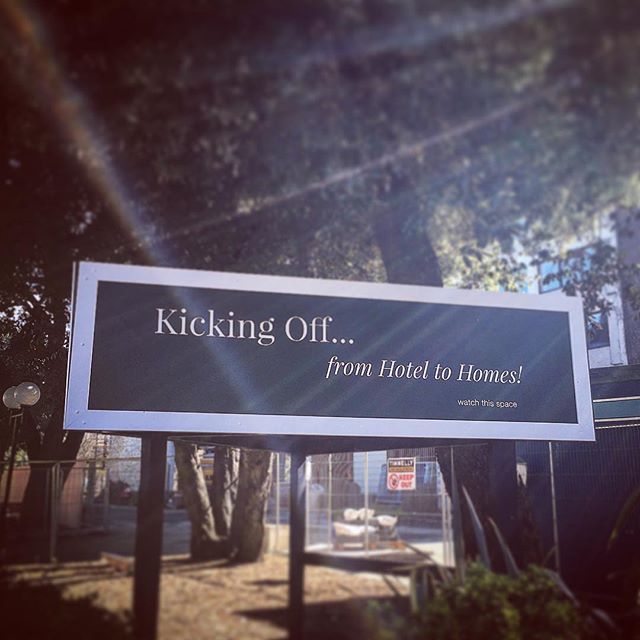 Kicking Off...
from Hotel to Homes!
watch this space
KEEP
OUT